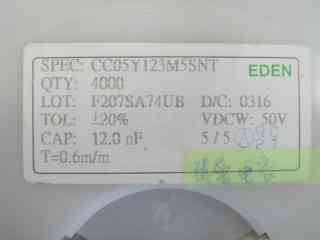 SPEC: CC05Y123M5SNT
EDEN
QTY: 4000
LOT: F207SA74UB D/C: 0316
TOL: ±20% VDCW: 50V
CAP: 12.0 nF 5/5
T=0.6m/m